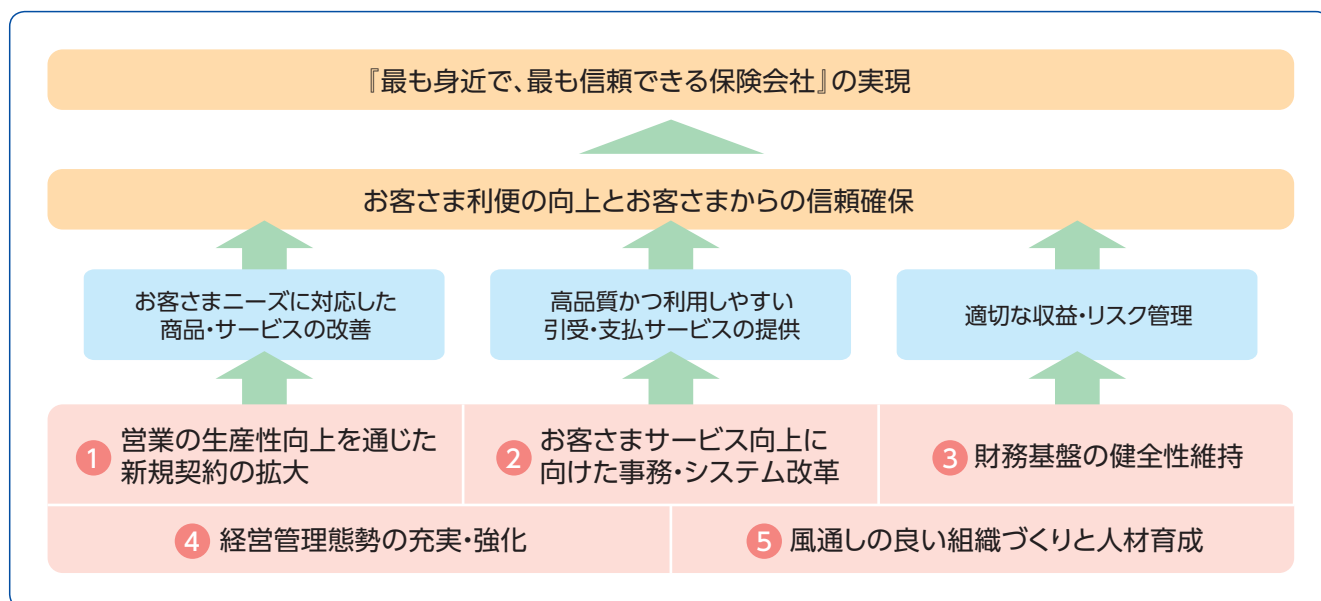 『最も身近で、最も信頼できる保険会社』の実現
お客さま利便の向上とお客さまからの信頼確保
お客さまニーズに対応した
商品・サービスの改善
高品質かつ利用しやすい
引受・支払サービスの提供
適切な収益・リスク管理
1 営業の生産性向上を通じた
新規契約の拡大
2 お客さまサービス向上に
向けた事務・システム改革
3 財務基盤の健全性維持
4 経営管理態勢の充実・強化
5 風通しの良い組織づくりと人材育成